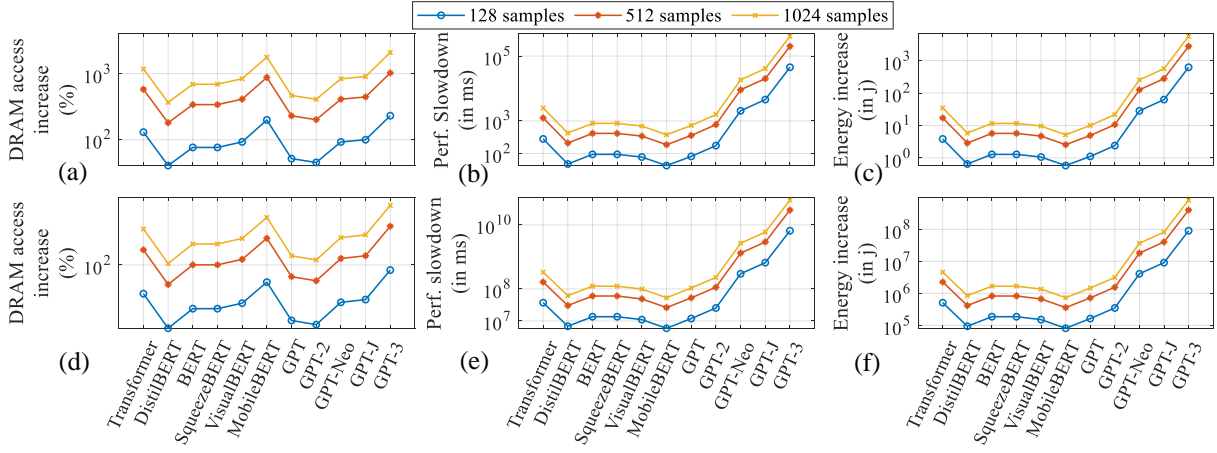 128 samples 512 samples 1024 samples
DRAM access
increase
(%)
10^3
10^2
(a)
Perf. Slowdown
(in ms)
10^5
10^3
10^2
(b)
Energy increase
(in j)
10^3
10^2
10^1
10^0
(c)
DRAM access
increase
(%)
10^2
(d)
Perf. slowdown
(in ms)
10^10
10^8
10^7
(e)
Energy increase
(in j)
10^8
10^7
10^6
10^5
(f)
Transformer
DistilBERT
BERT
SqueezeBERT
VisualBERT
MobileBERT
GPT
GPT-2
GPT-Neo
GPT-J
GPT-3
Transformer
DistilBERT
BERT
SqueezeBERT
VisualBERT
MobileBERT
GPT
GPT-2
GPT-Neo
GPT-J
GPT-3
Transformer
DistilBERT
BERT
SqueezeBERT
VisualBERT
MobileBERT
GPT
GPT-2
GPT-Neo
GPT-J
GPT-3